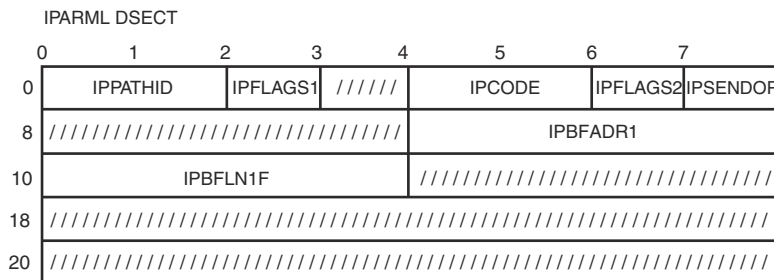 IPARML DSECT
0 1 2 3 4 5 6 7
0 IPPATHID IPFLAGS1 ////// IPCODE IPFLAGS2 IPSENDOP
8 ///////////////////////////////// IPBFADR1
10 IPBFLN1F /////////////////////////////////
18 ///////////////////////////////////////////////////////////////////
20 ///////////////////////////////////////////////////////////////////